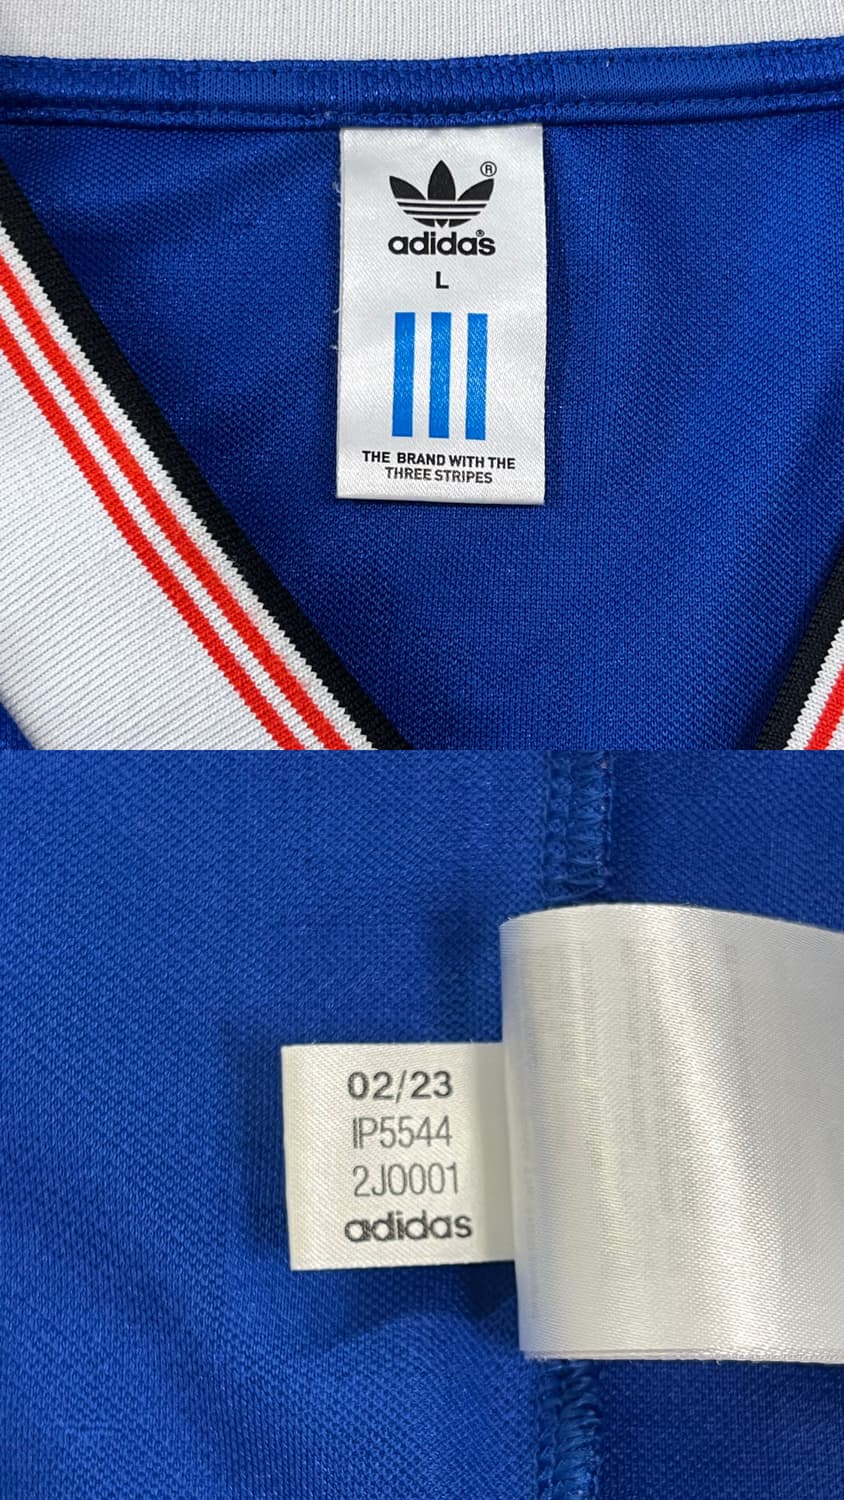 ®
adidas®
L
THE BRAND WITH THE
THREE STRIPES
02/23
IP5544
2J0001
adidas